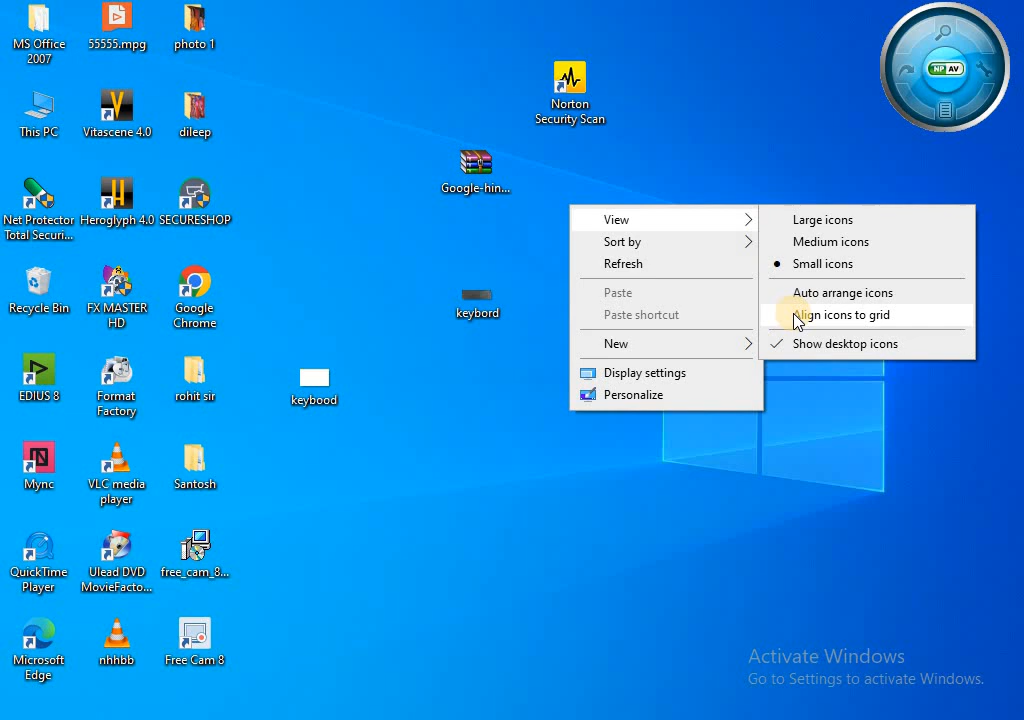 MS Office
2007
55555.mpg
photo 1
Norton
Security Scan
NP AV
This PC
Vitascene 4.0
dileep
Google-hin...
Net Protector
Total Securi...
Heroglyph 4.0
SECURESHOP
View
Sort by
Refresh
Paste
Paste shortcut
New
Display settings
Personalize
Large icons
Medium icons
Small icons
Auto arrange icons
Align icons to grid
Show desktop icons
Recycle Bin
FX MASTER
HD
Google
Chrome
keybord
EDIUS 8
Format
Factory
rohit sir
keybood
Mync
VLC media
player
Santosh
QuickTime
Player
Ulead DVD
MovieFacto...
free_cam_8...
Microsoft
Edge
nhhbb
Free Cam 8
Activate Windows
Go to Settings to activate Windows.